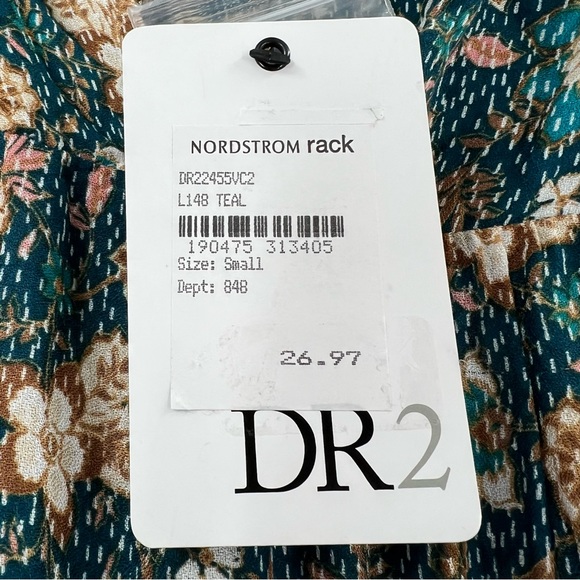 NORDSTROM rack
DR22455VC2
L148 TEAL
190475 313405
Size: Small
Dept: 848
26.97
DR2